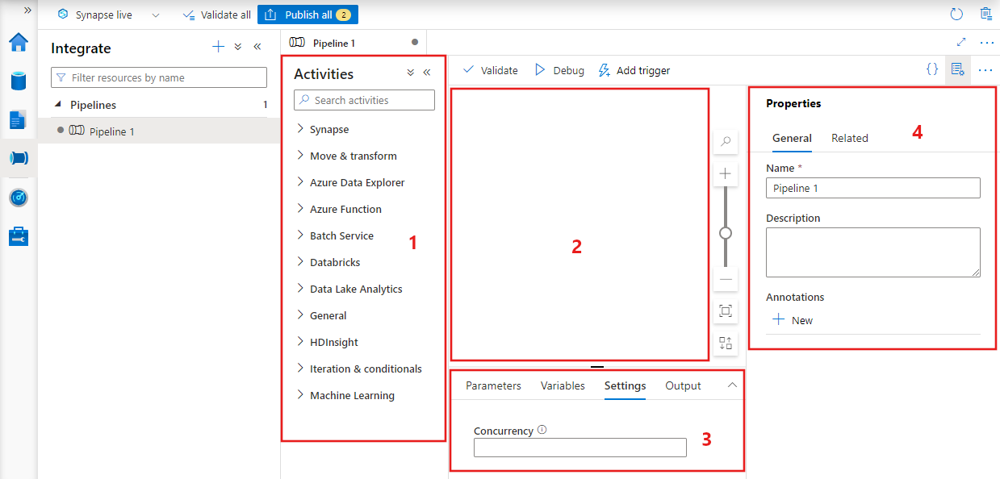 Synapse live
Validate all
Publish all 2
Integrate
Filter resources by name
Pipelines 1
Pipeline 1
Pipeline 1
Activities
Search activities
Synapse
Move & transform
Azure Data Explorer
Azure Function
Batch Service
Databricks
Data Lake Analytics
General
HDInsight
Iteration & conditionals
Machine Learning
1
Validate
Debug
Add trigger
{}
2
Parameters
Variables
Settings
Output
Concurrency
3
Properties
4
General
Related
Name *
Pipeline 1
Description
Annotations
New